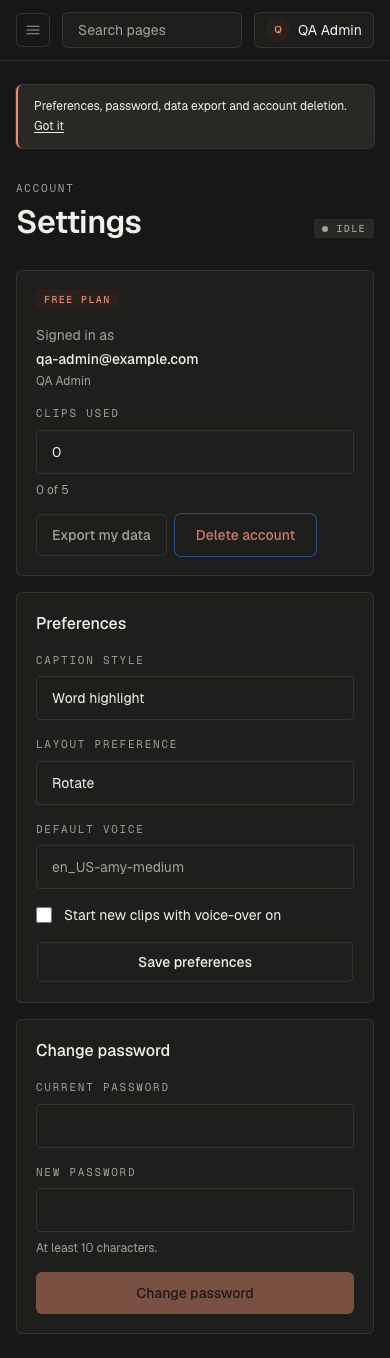 Search pages
Q
QA Admin
Preferences, password, data export and account deletion.
Got it
ACCOUNT
Settings
IDLE
FREE PLAN
Signed in as
qa-admin@example.com
QA Admin
CLIPS USED
0
0 of 5
Export my data
Delete account
Preferences
CAPTION STYLE
Word highlight
LAYOUT PREFERENCE
Rotate
DEFAULT VOICE
en_US-amy-medium
Start new clips with voice-over on
Save preferences
Change password
CURRENT PASSWORD
NEW PASSWORD
At least 10 characters.
Change password